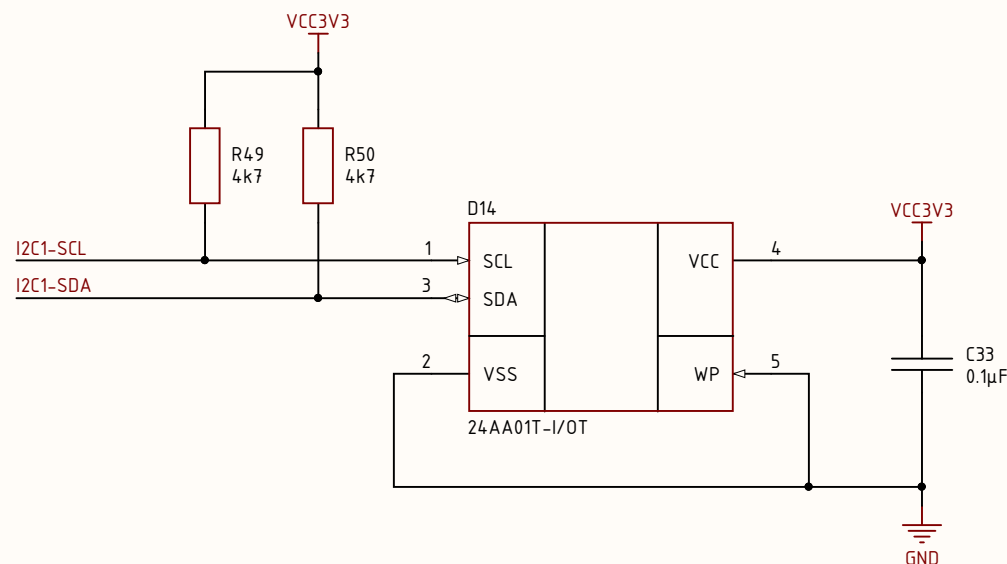 VCC3V3
R49
4k7
R50
4k7
D14
VCC3V3
I2C1-SCL
1
SCL
VCC
4
I2C1-SDA
3
SDA
2
VSS
WP
5
C33
0.1µF
24AA01T-I/OT
GND